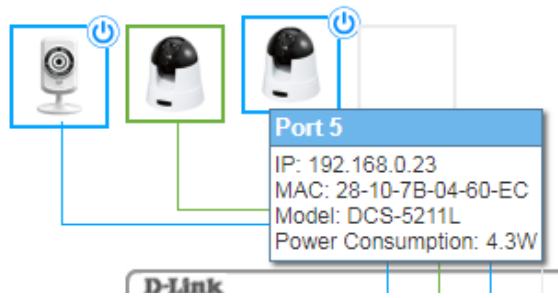 Port 5
IP: 192.168.0.23
MAC: 28-10-7B-04-60-EC
Model: DCS-5211L
Power Consumption: 4.3W
D-Link